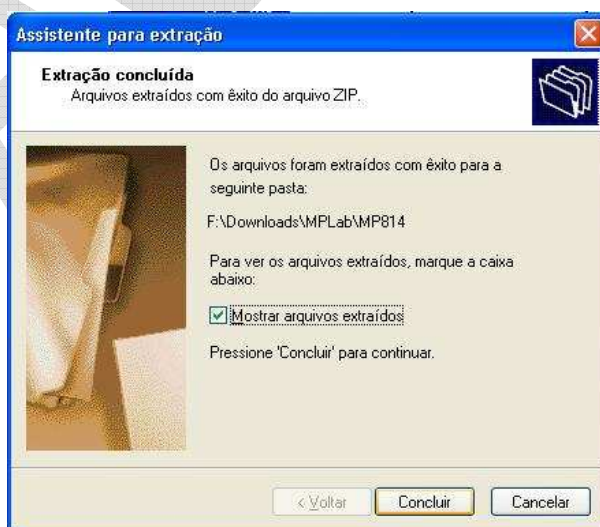 Assistente para extração
Extração concluída
Arquivos extraídos com êxito do arquivo ZIP.
Os arquivos foram extraídos com êxito para a
seguinte pasta:
F:\Downloads\MPLab\MP814
Para ver os arquivos extraídos, marque a caixa
abaixo:
Mostrar arquivos extraídos
Pressione 'Concluir' para continuar.
< Voltar
Concluir
Cancelar